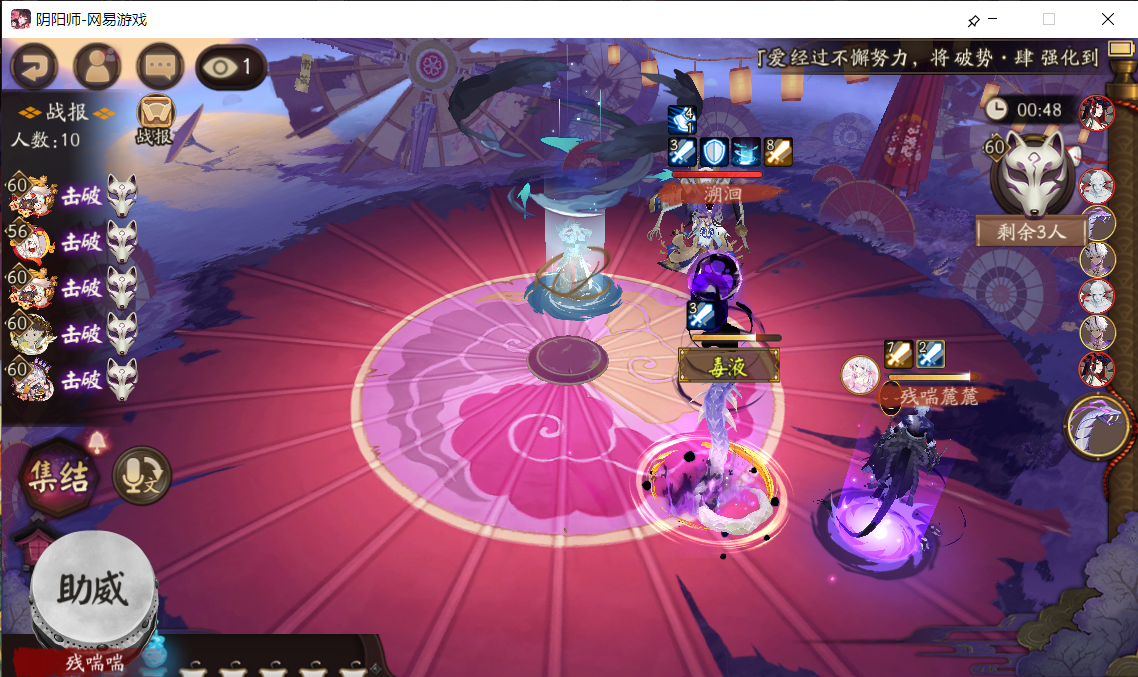 阴阳师-网易游戏
1
「爱经过不懈努力，将 破势·肆 强化到
战报
战报
人数:10
00:48
60
剩余3人
60 击破
56 击破
60 击破
60 击破
60 击破
4
1
3
8
溯洄
3
毒液
7
2
残喘麓麓
集结
文
助威
残喘喘